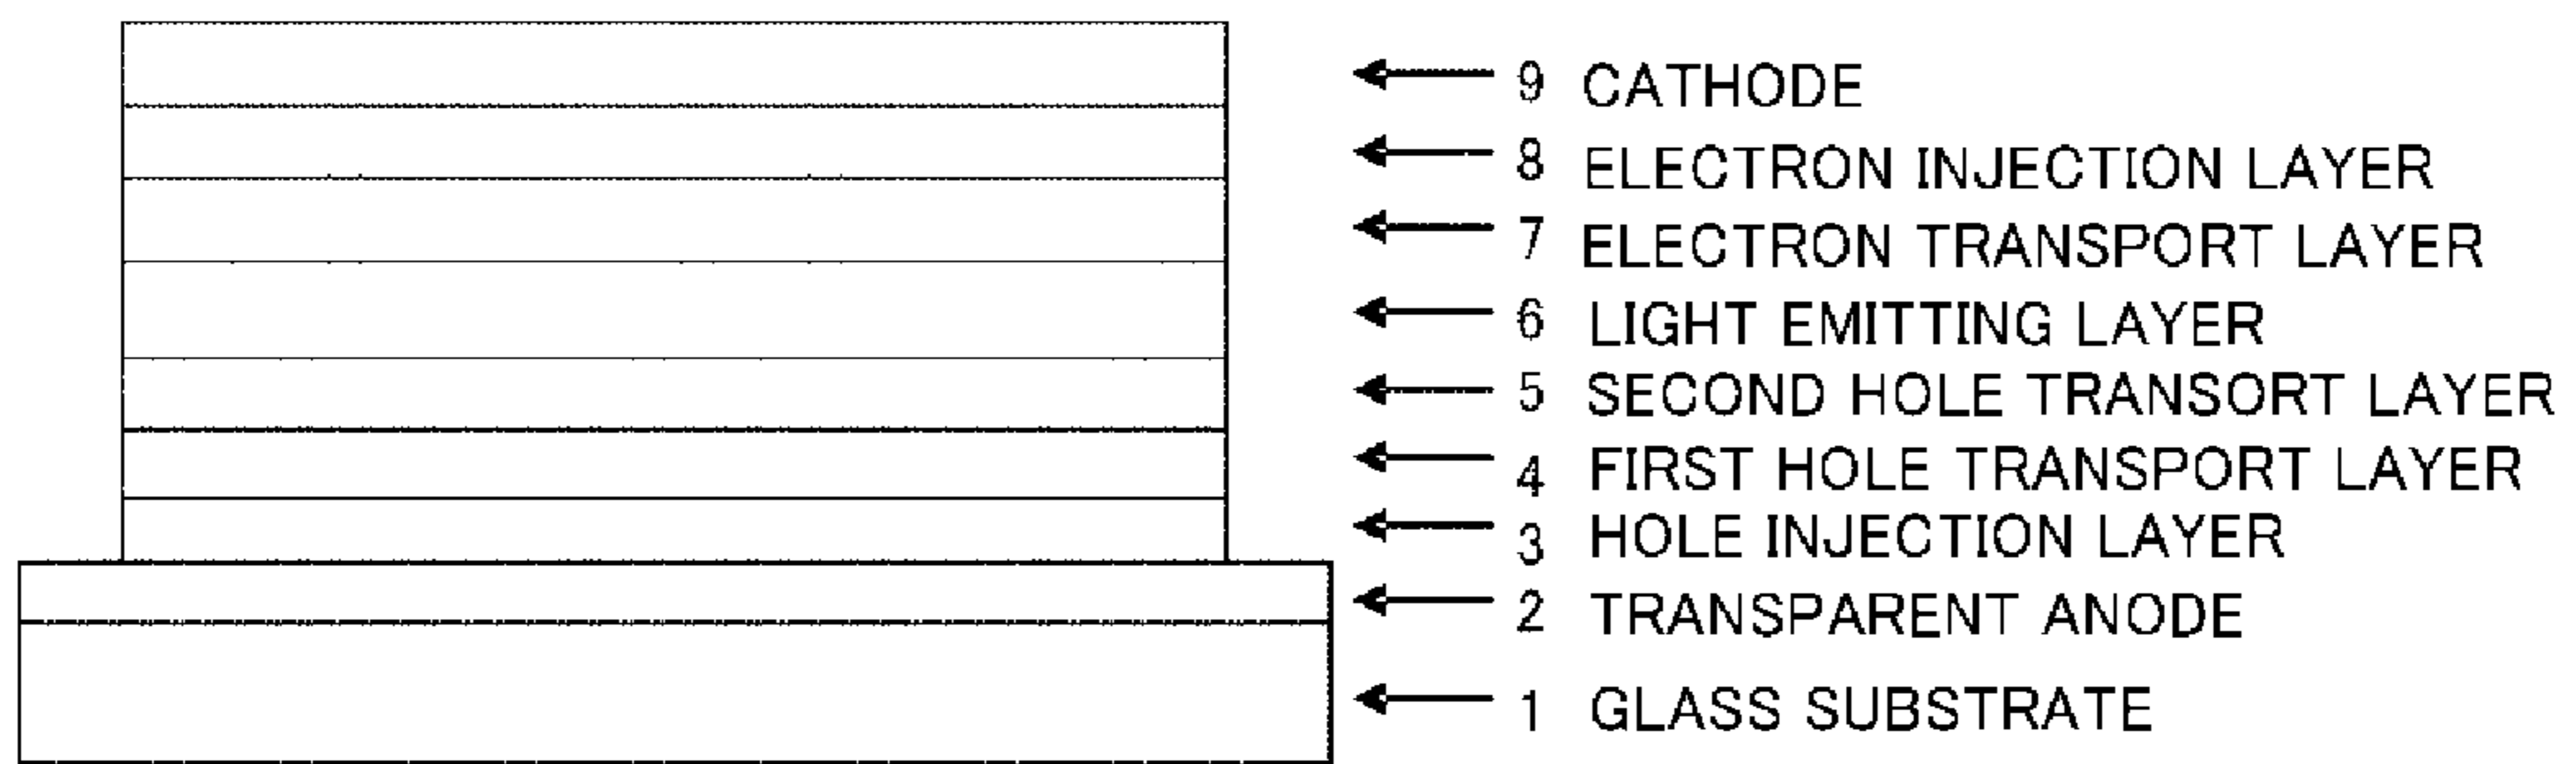 9 CATHODE
8 ELECTRON INJECTION LAYER
7 ELECTRON TRANSPORT LAYER
6 LIGHT EMITTING LAYER
5 SECOND HOLE TRANSORT LAYER
4 FIRST HOLE TRANSPORT LAYER
3 HOLE INJECTION LAYER
2 TRANSPARENT ANODE
1 GLASS SUBSTRATE